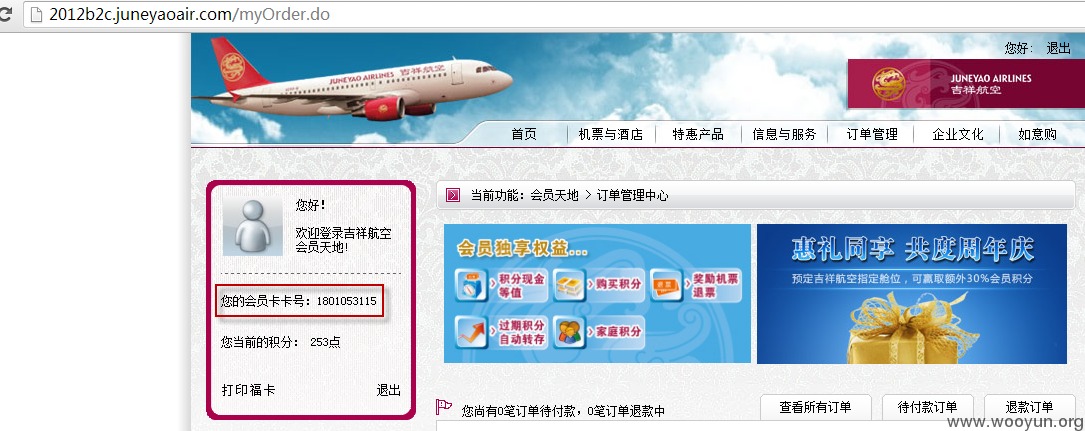 2012b2c.juneyaoair.com/myOrder.do
您好： 退出
JUNEYAO AIRLINES 吉祥航空
JUNEYAO AIRLINES
吉祥航空
首页 机票与酒店 特惠产品 信息与服务 订单管理 企业文化 如意购
您好！
欢迎登录吉祥航空
会员天地!
您的会员卡卡号：1801053115
您当前的积分： 253点
打印福卡 退出
当前功能：会员天地 > 订单管理中心
会员独享权益...
积分现金
等值
购买积分
奖励机票
退票
过期积分
自动转存
家庭积分
惠礼同享 共度周年庆
预定吉祥航空指定舱位，可赢取额外30%会员积分
您尚有0笔订单待付款，0笔订单退款中
查看所有订单 待付款订单 退款订单
www.wooyun.org